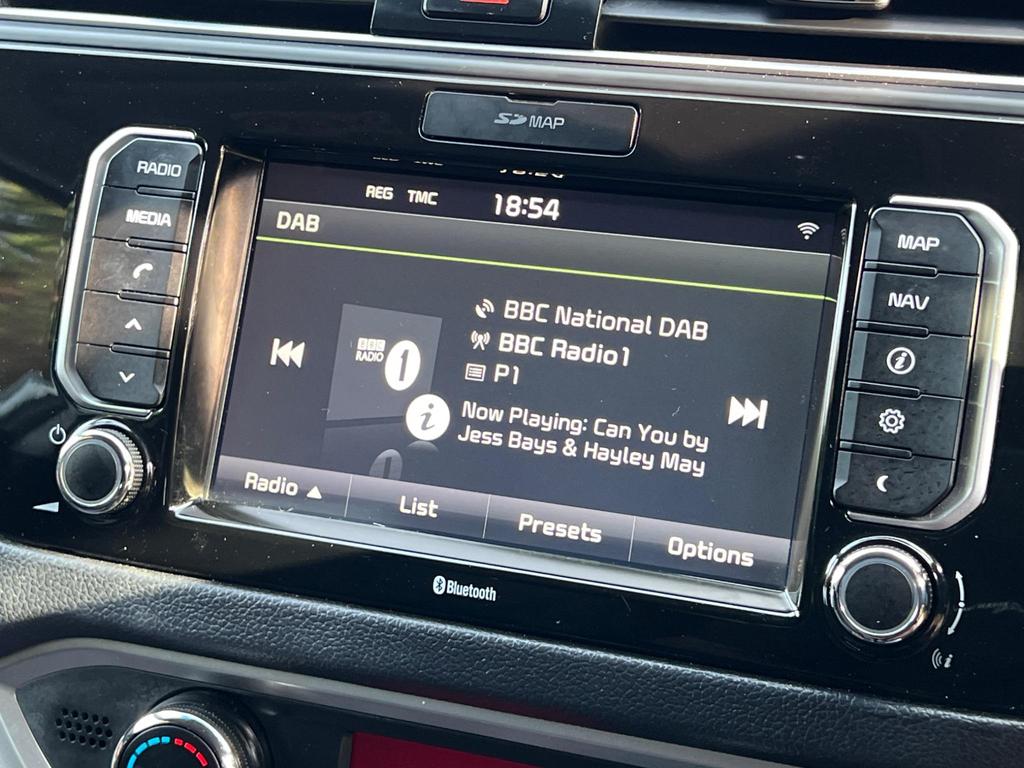 SD MAP
RADIO
MEDIA
REG TMC 18:54
DAB
BBC National DAB
BBC Radio1
P1
BBC
RADIO
1
Now Playing: Can You by
Jess Bays & Hayley May
Radio
List
Presets
Options
MAP
NAV
Bluetooth